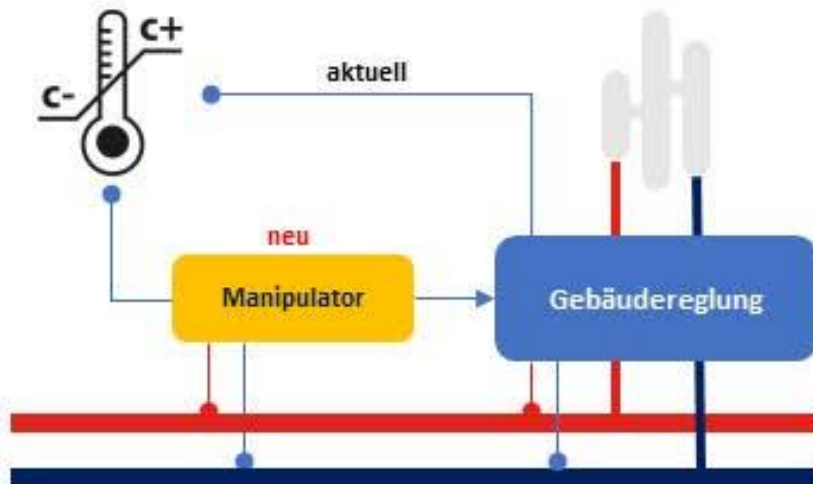 c+
aktuell
c-
neu
Manipulator
Gebäudereglung